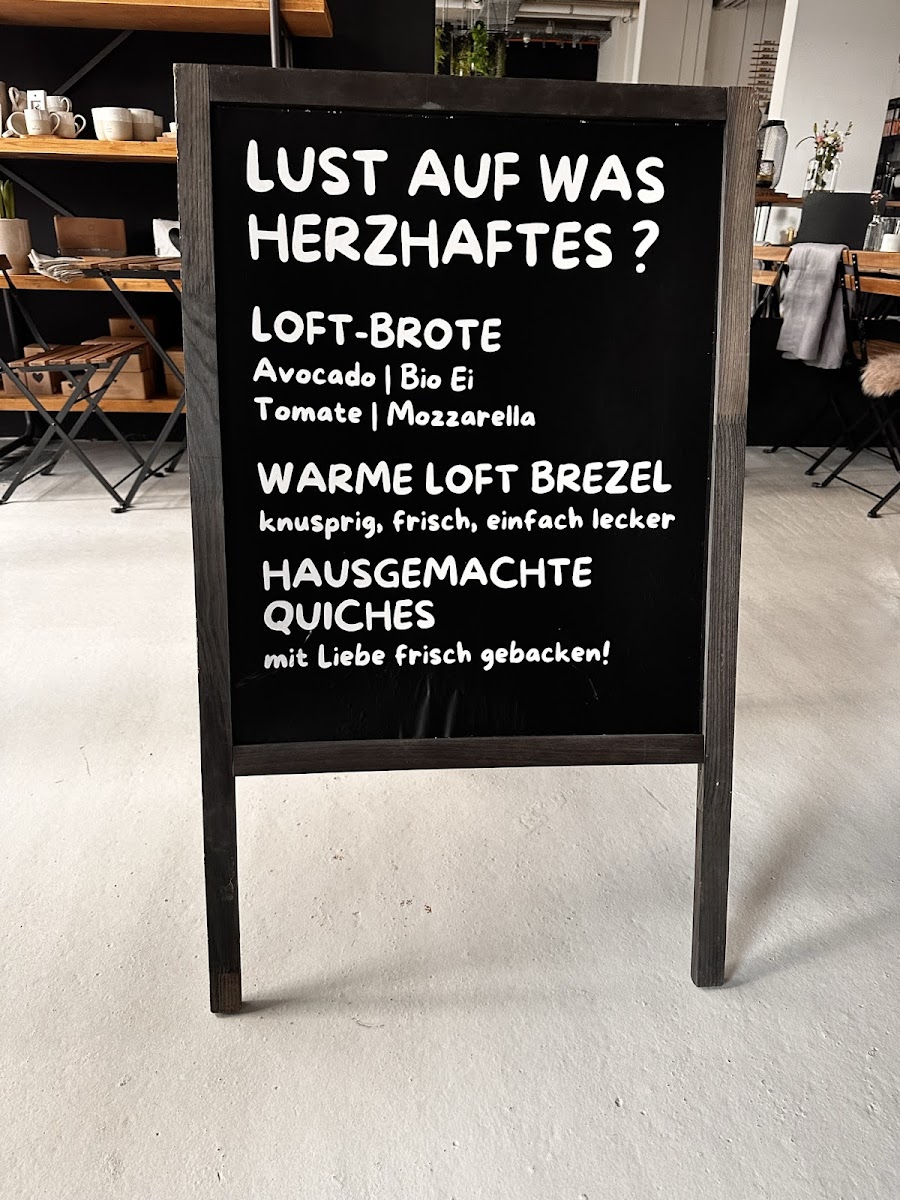 LUST AUF WAS
HERZHAFTES ?
LOFT-BROTE
Avocado | Bio Ei
Tomate | Mozzarella
WARME LOFT BREZEL
knusprig, frisch, einfach lecker
HAUSGEMACHTE
QUICHES
mit Liebe frisch gebacken!